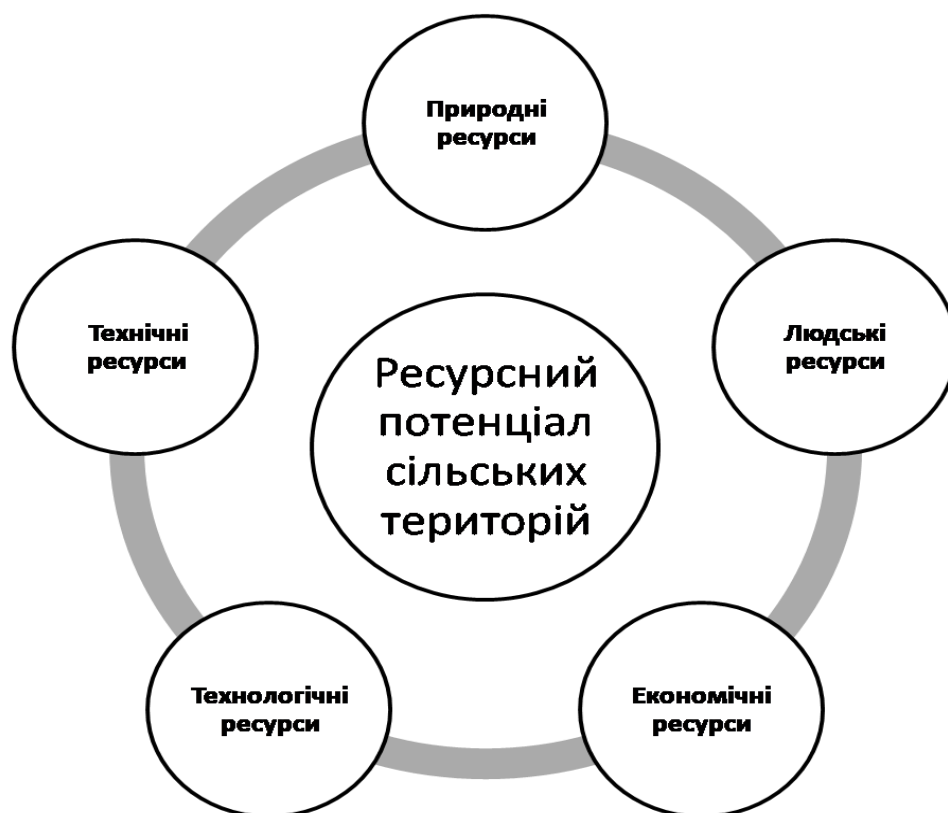 Природні
ресурси
Технічні
ресурси
Людські
ресурси
Ресурсний
потенціал
сільських
територій
Технологічні
ресурси
Економічні
ресурси